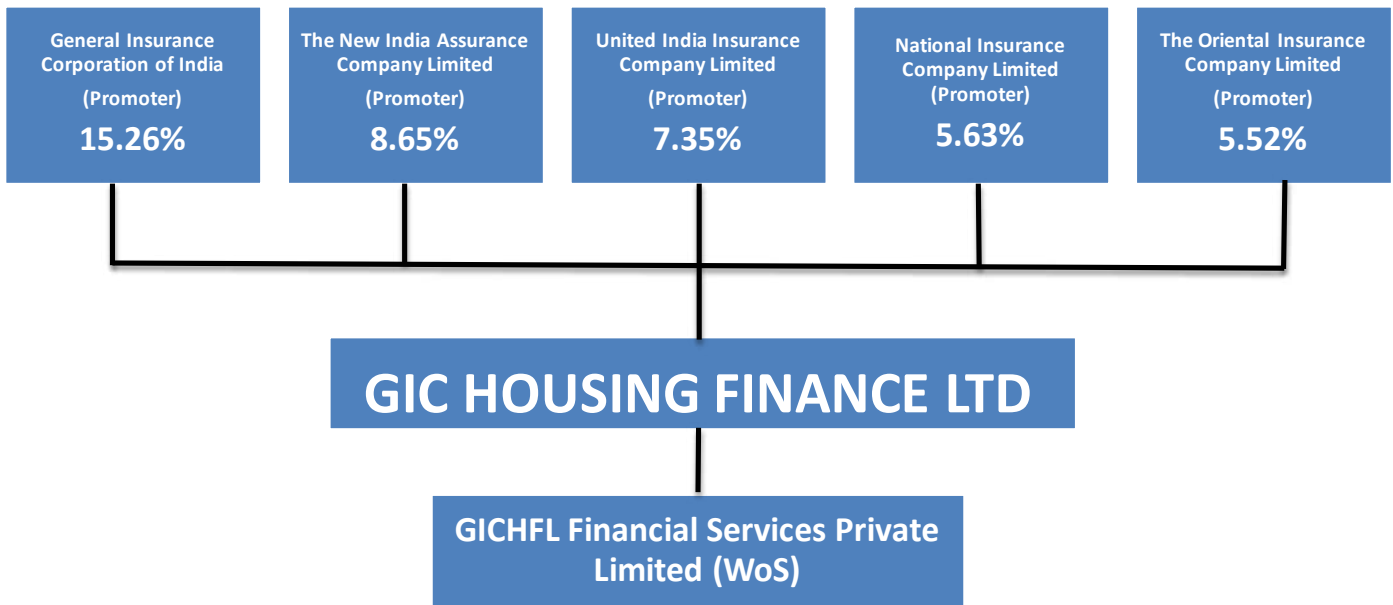 General Insurance
Corporation of India
(Promoter)
15.26%
The New India Assurance
Company Limited
(Promoter)
8.65%
United India Insurance
Company Limited
(Promoter)
7.35%
National Insurance
Company Limited
(Promoter)
5.63%
The Oriental Insurance
Company Limited
(Promoter)
5.52%
GIC HOUSING FINANCE LTD
GICHFL Financial Services Private
Limited (WoS)